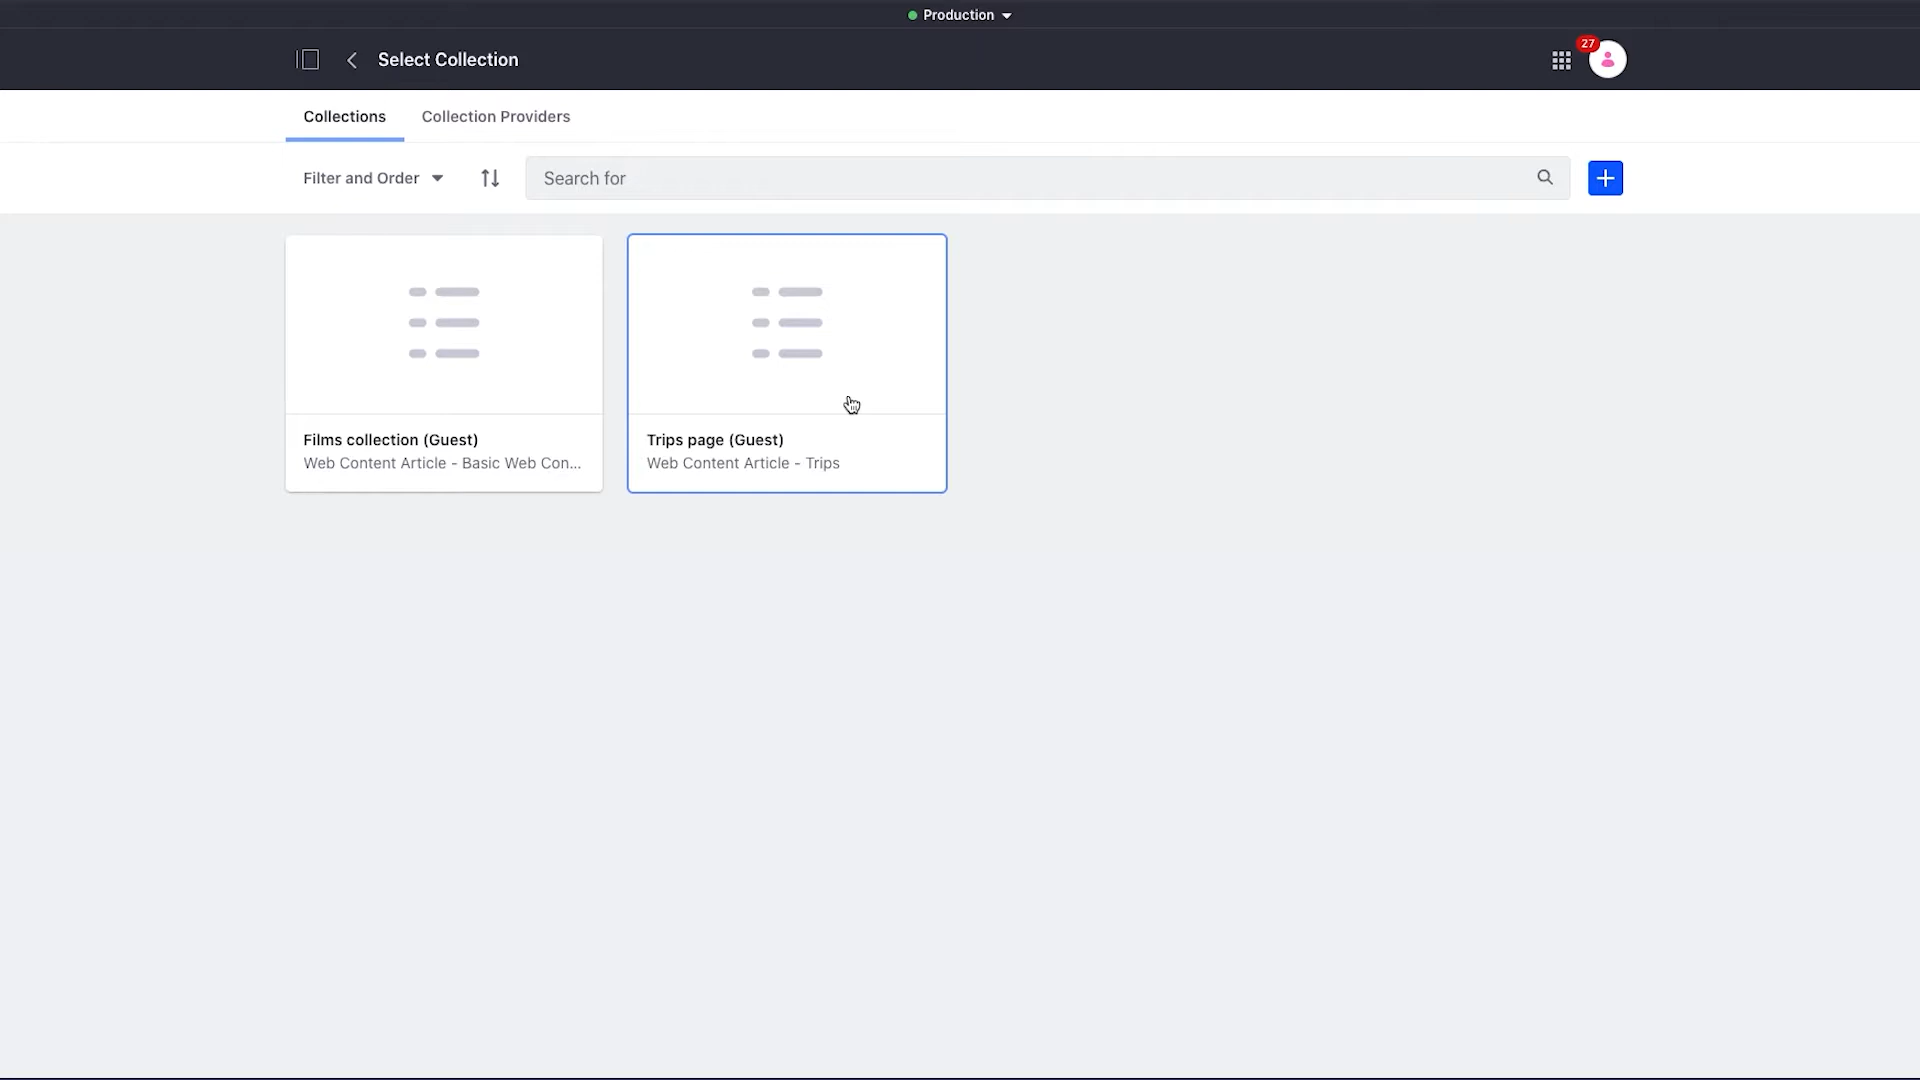 Production
Select Collection
27
Collections
Collection Providers
Filter and Order
Search for
Films collection (Guest)
Web Content Article - Basic Web Con...
Trips page (Guest)
Web Content Article - Trips